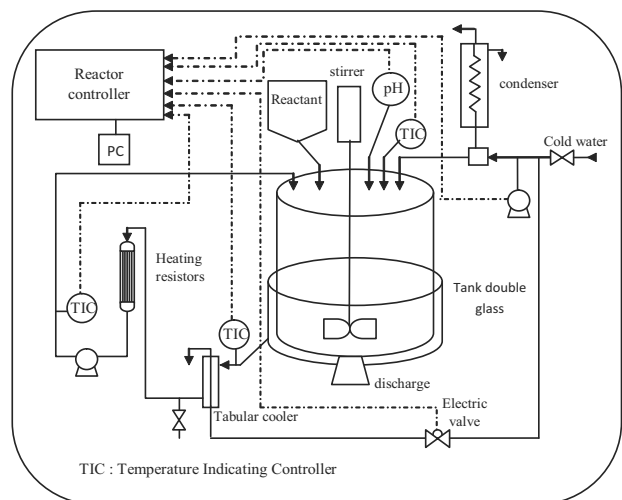 Reactor
controller
PC
Reactant
stirrer
pH
TIC
condenser
Cold water
Heating
resistors
TIC
TIC
Tank double
glass
discharge
Tabular cooler
Electric
valve
TIC : Temperature Indicating Controller